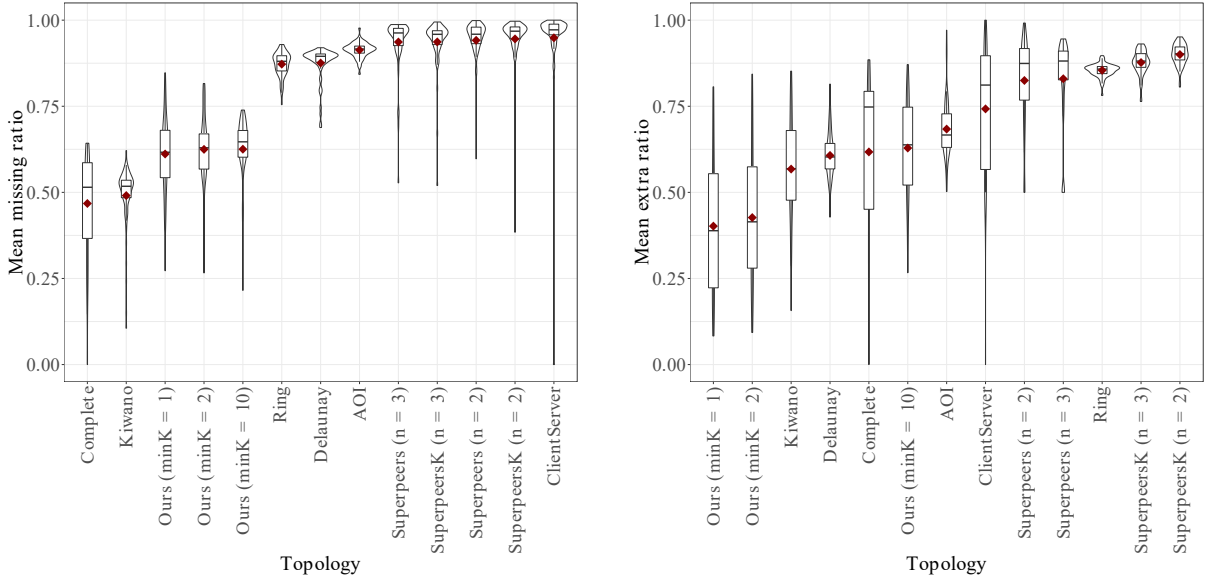 Mean missing ratio
1.00
0.75
0.50
0.25
0.00
Complete
Kiwano
Ours (minK = 1)
Ours (minK = 2)
Ours (minK = 10)
Ring
Delaunay
AOI
Superpeers (n = 3)
SuperpeersK (n = 3)
Superpeers (n = 2)
SuperpeersK (n = 2)
ClientServer
Topology
Mean extra ratio
1.00
0.75
0.50
0.25
0.00
Ours (minK = 1)
Ours (minK = 2)
Kiwano
Delaunay
Complete
Ours (minK = 10)
AOI
ClientServer
Superpeers (n = 2)
Superpeers (n = 3)
Ring
SuperpeersK (n = 3)
SuperpeersK (n = 2)
Topology